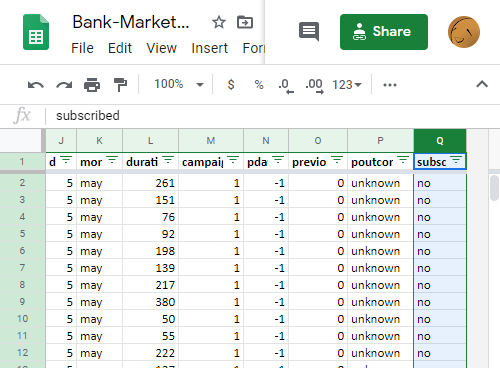 Bank-Market...
File Edit View Insert For
Share
100% $ % .0 .00 123
fx subscribed
J K L M N O P Q
1 d mor durati campai pda previo poutcor subsc
2 5 may 261 1 -1 0 unknown no
3 5 may 151 1 -1 0 unknown no
4 5 may 76 1 -1 0 unknown no
5 5 may 92 1 -1 0 unknown no
6 5 may 198 1 -1 0 unknown no
7 5 may 139 1 -1 0 unknown no
8 5 may 217 1 -1 0 unknown no
9 5 may 380 1 -1 0 unknown no
10 5 may 50 1 -1 0 unknown no
11 5 may 55 1 -1 0 unknown no
12 5 may 222 1 -1 0 unknown no